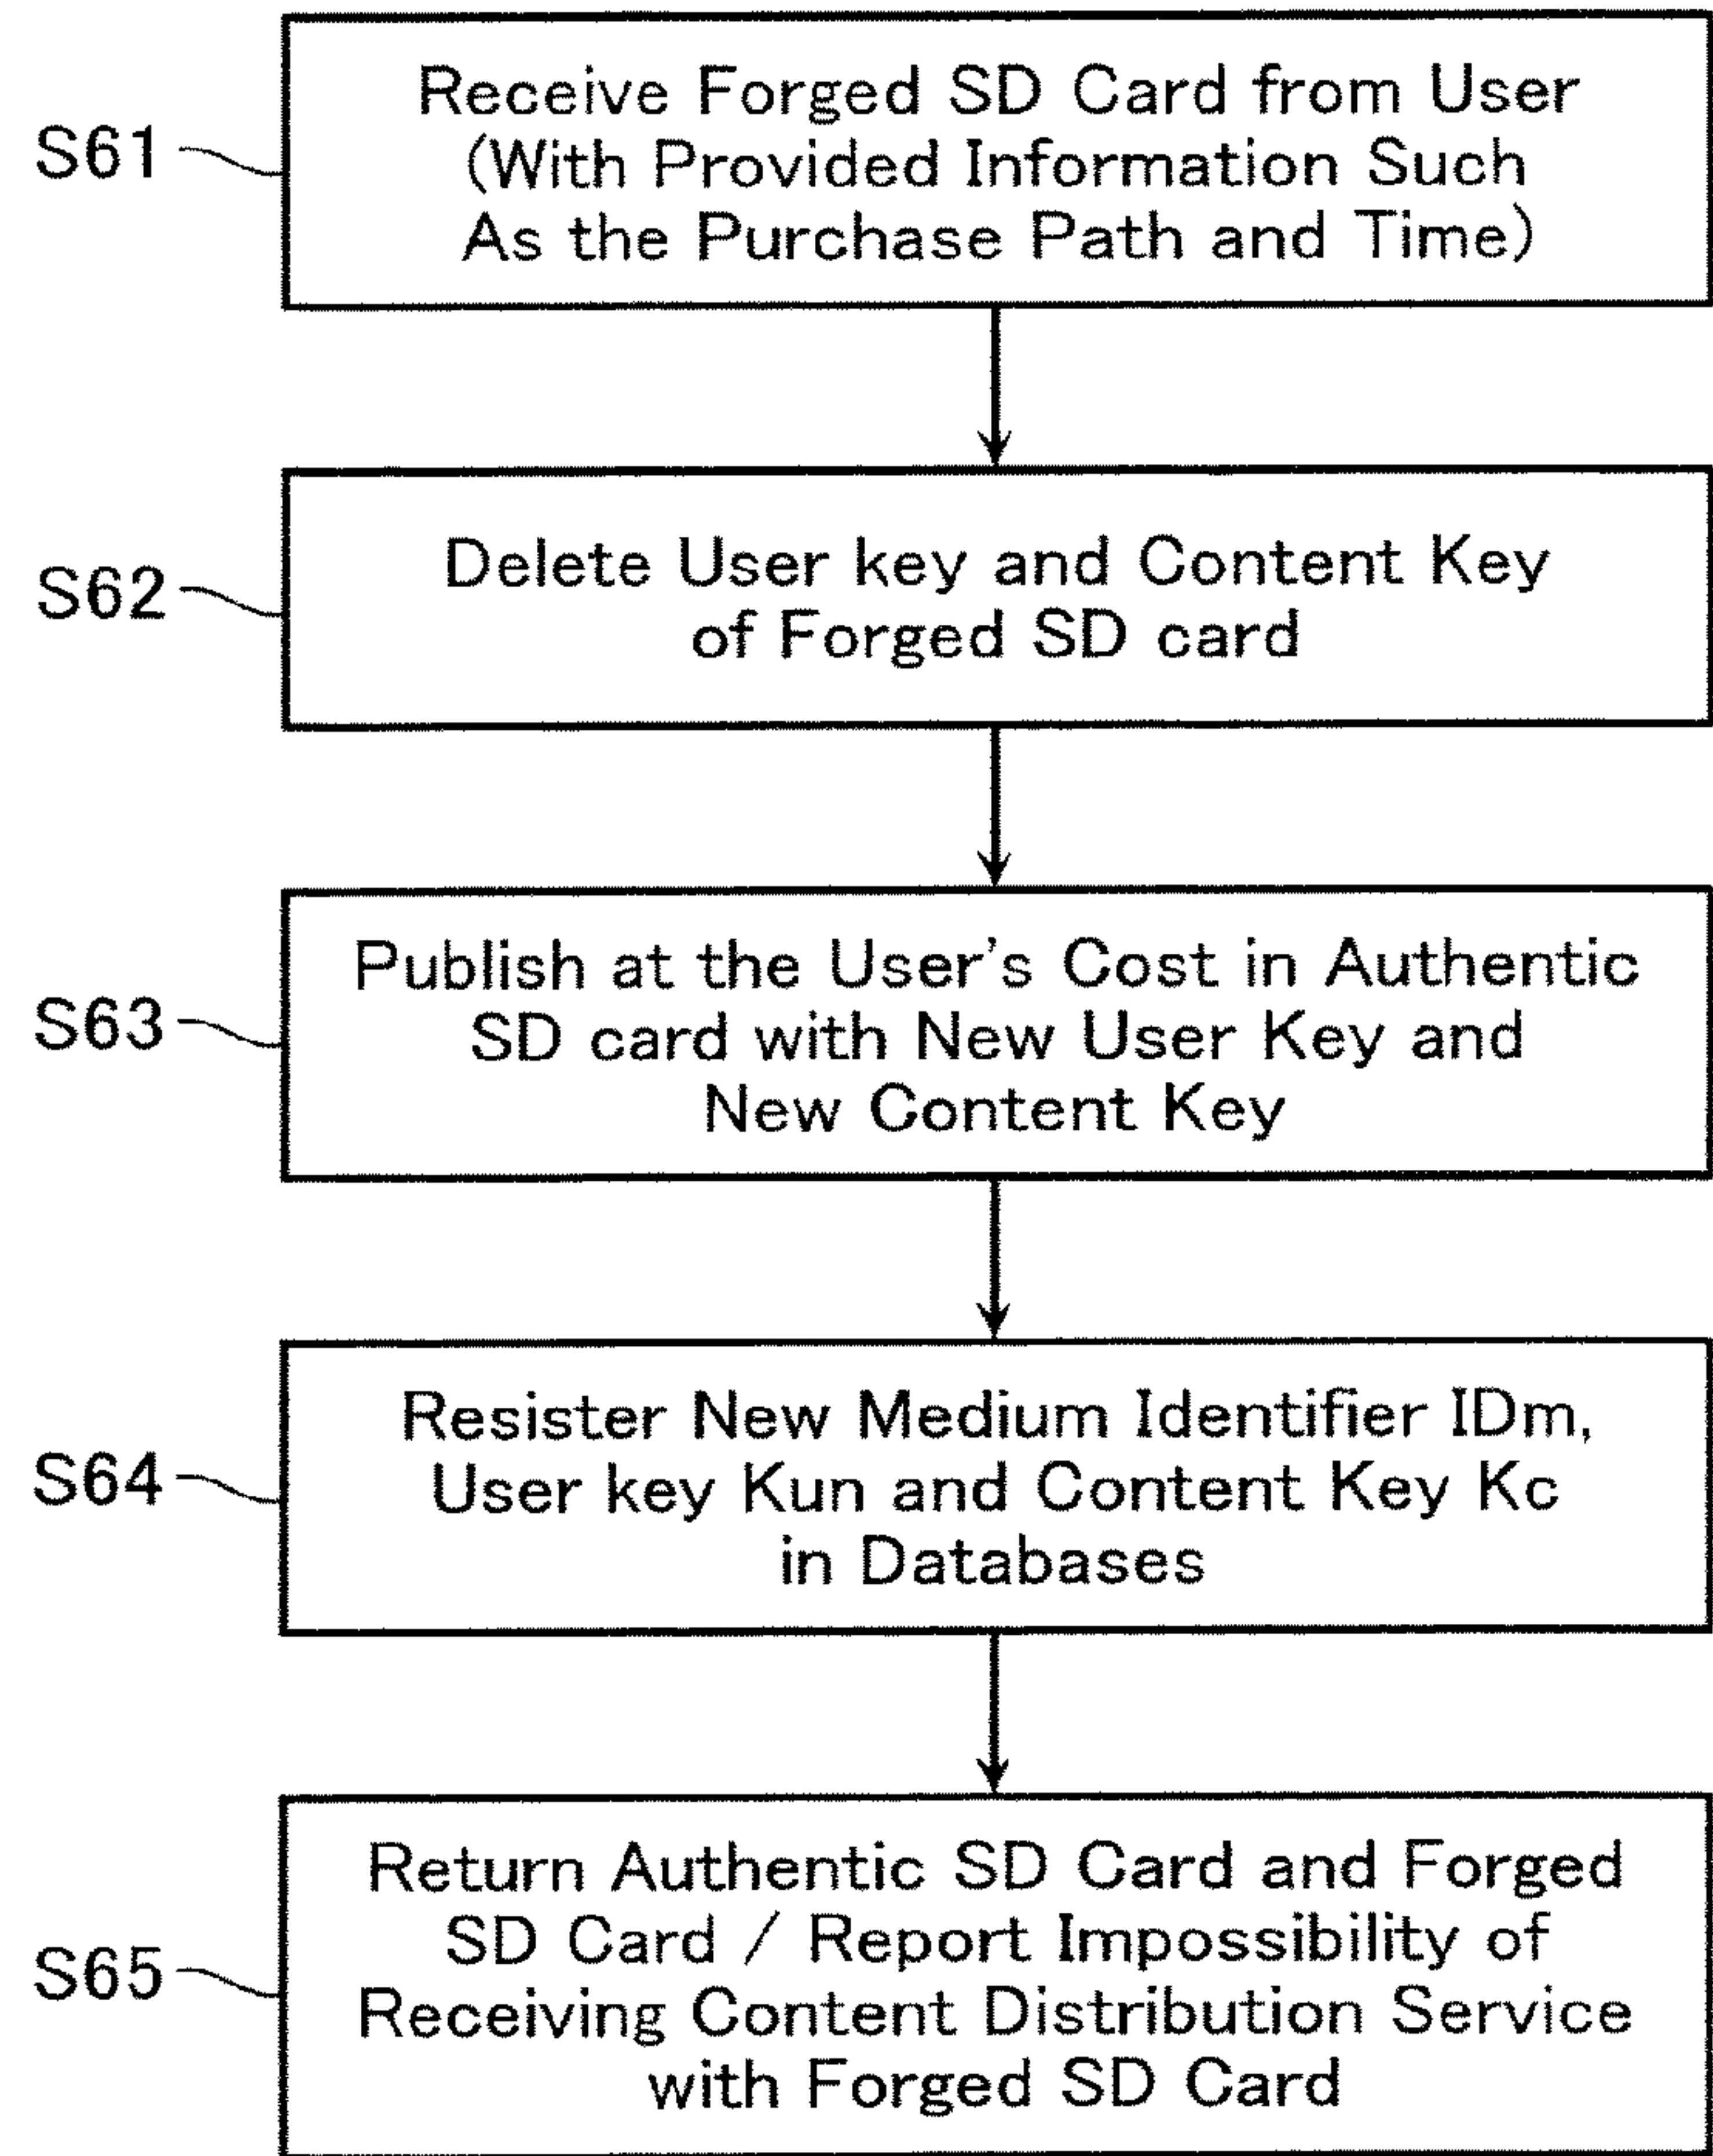 S61
Receive Forged SD Card from User
(With Provided Information Such
As the Purchase Path and Time)
S62
Delete User key and Content Key
of Forged SD card
S63
Publish at the User's Cost in Authentic
SD card with New User Key and
New Content Key
S64
Resister New Medium Identifier IDm,
User key Kun and Content Key Kc
in Databases
S65
Return Authentic SD Card and Forged
SD Card / Report Impossibility of
Receiving Content Distribution Service
with Forged SD Card